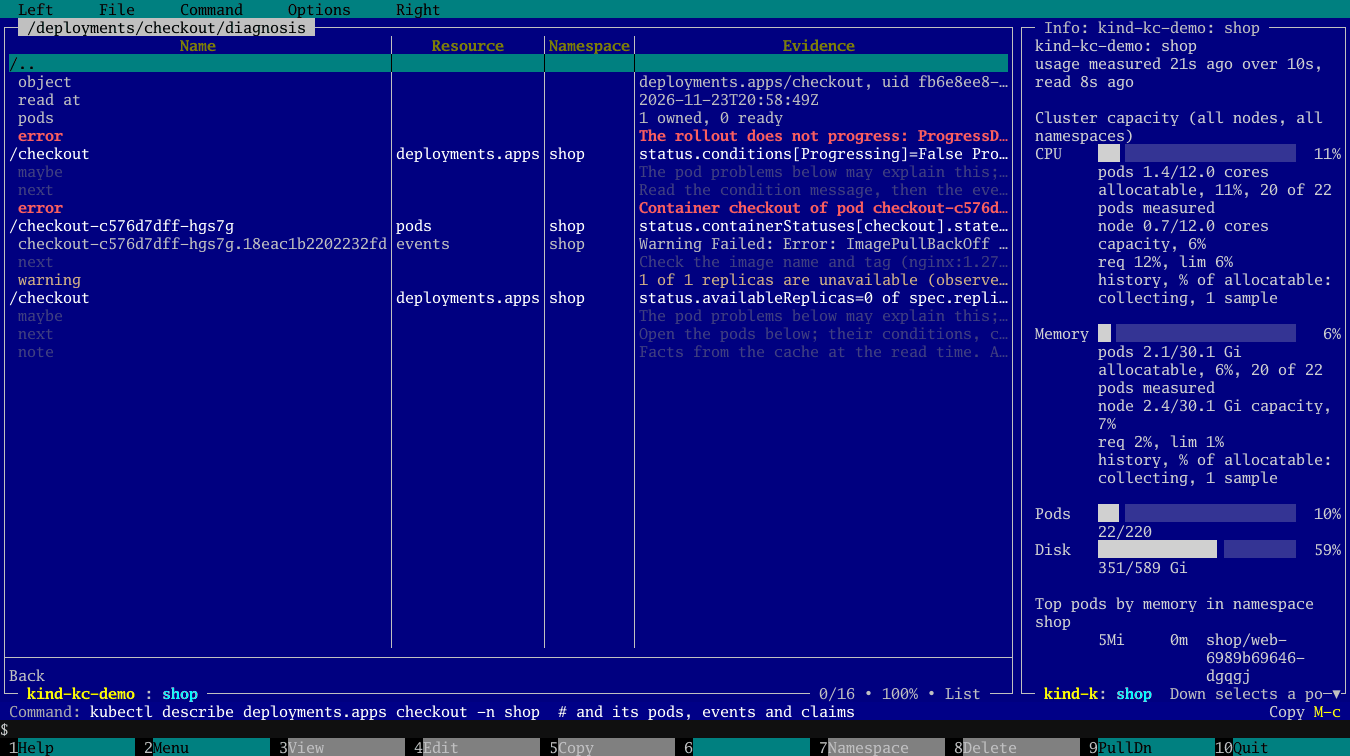 Left File Command Options Right
/deployments/checkout/diagnosis
Name Resource Namespace Evidence
/..
object deployments.apps/checkout, uid fb6e8ee8-…
read at 2026-11-23T20:58:49Z
pods 1 owned, 0 ready
error The rollout does not progress: ProgressD…
/checkout deployments.apps shop status.conditions[Progressing]=False Pro…
maybe The pod problems below may explain this;…
next Read the condition message, then the eve…
error Container checkout of pod checkout-c576d…
/checkout-c576d7dff-hgs7g pods shop status.containerStatuses[checkout].state…
checkout-c576d7dff-hgs7g.18eac1b2202232fd events shop Warning Failed: Error: ImagePullBackOff …
next Check the image name and tag (nginx:1.27…
warning 1 of 1 replicas are unavailable (observe…
/checkout deployments.apps shop status.availableReplicas=0 of spec.repli…
maybe The pod problems below may explain this;…
next Open the pods below; their conditions, c…
note Facts from the cache at the read time. A…
Back
kind-kc-demo : shop 0/16 • 100% • List
Info: kind-kc-demo: shop
kind-kc-demo: shop
usage measured 21s ago over 10s,
read 8s ago
Cluster capacity (all nodes, all
namespaces)
CPU 11%
pods 1.4/12.0 cores
allocatable, 11%, 20 of 22
pods measured
node 0.7/12.0 cores
capacity, 6%
req 12%, lim 6%
history, % of allocatable:
collecting, 1 sample
Memory 6%
pods 2.1/30.1 Gi
allocatable, 6%, 20 of 22
pods measured
node 2.4/30.1 Gi capacity,
7%
req 2%, lim 1%
history, % of allocatable:
collecting, 1 sample
Pods 10%
22/220
Disk 59%
351/589 Gi
Top pods by memory in namespace
shop
5Mi 0m shop/web-
6989b69646-
dgqgj
kind-k: shop Down selects a po
Command: kubectl describe deployments.apps checkout -n shop # and its pods, events and claims Copy M-c
$
1Help 2Menu 3View 4Edit 5Copy 6 7Namespace 8Delete 9PullDn 10Quit